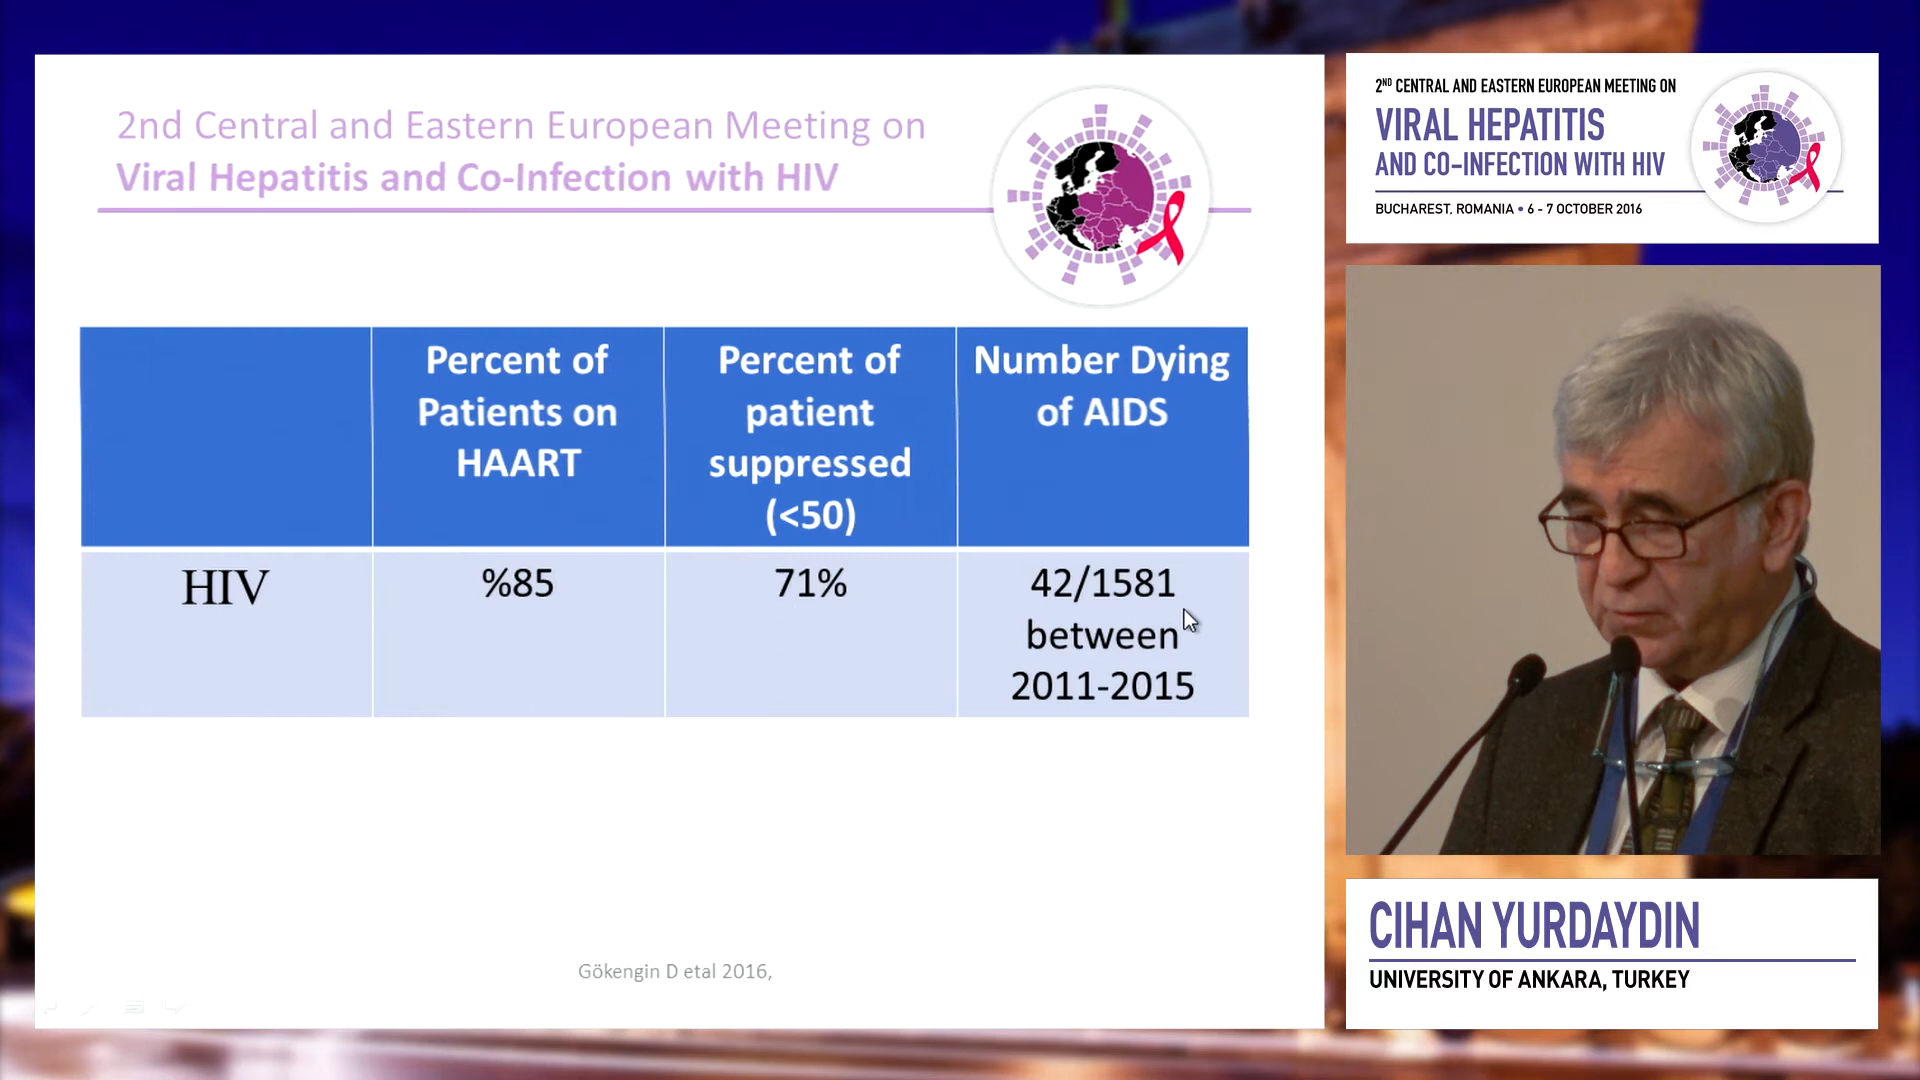 2nd Central and Eastern European Meeting on
Viral Hepatitis and Co-Infection with HIV
Percent of
Patients on
HAART
Percent of
patient
suppressed
(<50)
Number Dying
of AIDS
HIV
%85
71%
42/1581
between
2011-2015
Gökengin D etal 2016,
2ND CENTRAL AND EASTERN EUROPEAN MEETING ON
VIRAL HEPATITIS
AND CO-INFECTION WITH HIV
BUCHAREST, ROMANIA • 6 - 7 OCTOBER 2016
CIHAN YURDAYDIN
UNIVERSITY OF ANKARA, TURKEY